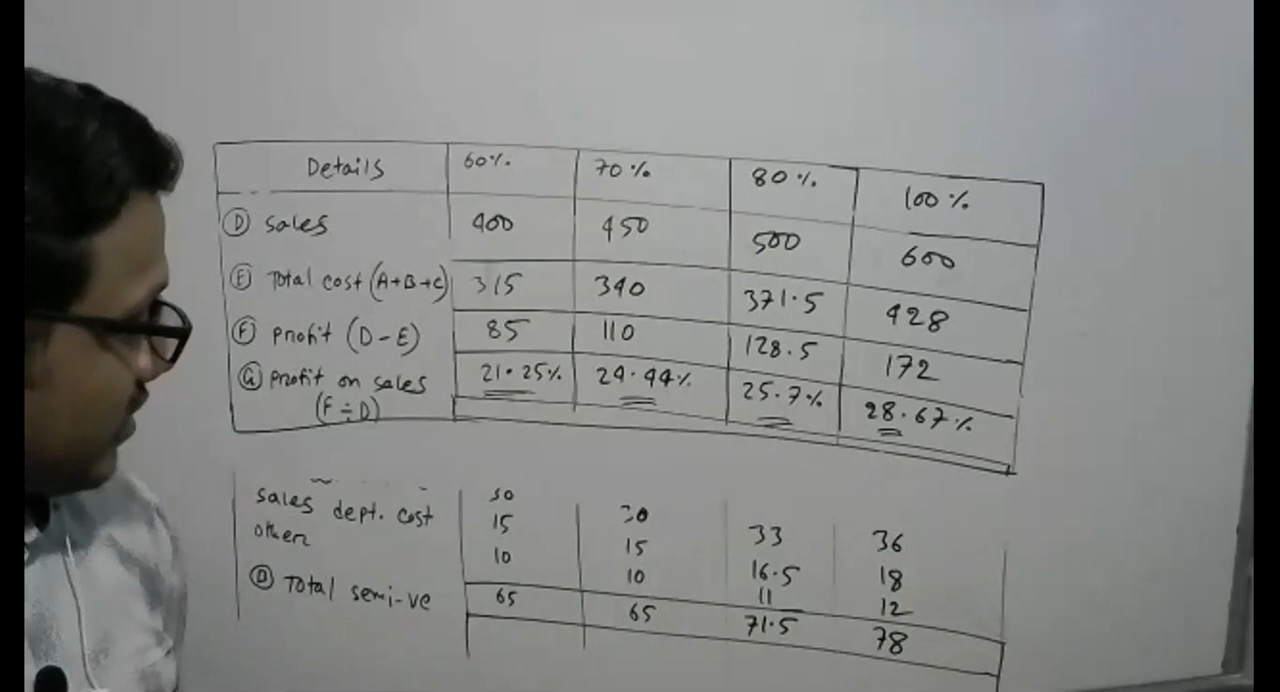 Details 60% 70% 80% 100%
(D) Sales 400 450 500 600
(E) Total cost (A+B+C) 315 340 371.5 428
(F) Profit (D-E) 85 110 128.5 172
(G) Profit on sales 21.25% 24.44% 25.7% 28.67%
(F÷D)
30 30 33 36
Sales dept. cost 15 15 16.5 18
other 10 10 11 12
(B) Total semi-ve 65 65 71.5 78